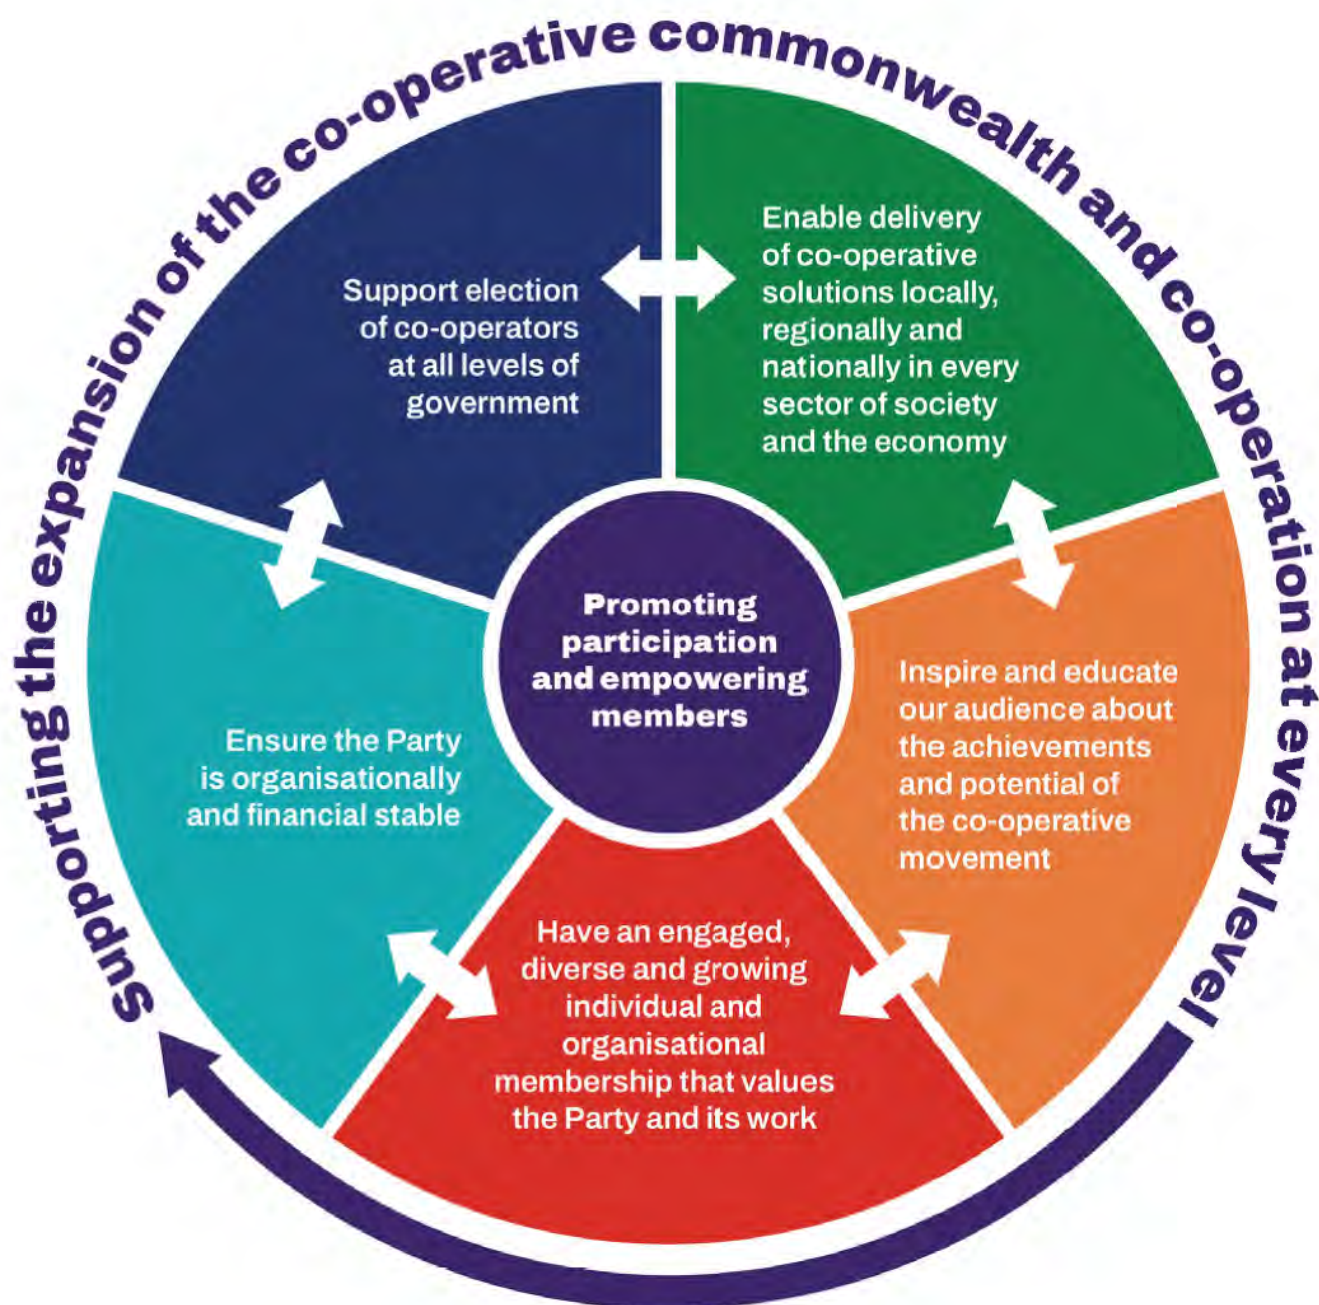 Supporting the expansion of the co-operative commonwealth and co-operation at every level
Support election
of co-operators
at all levels of
government
Enable delivery
of co-operative
solutions locally,
regionally and
nationally in every
sector of society
and the economy
Promoting
participation
and empowering
members
Inspire and educate
our audience about
the achievements
and potential of
the co-operative
movement
Ensure the Party
is organisationally
and financial stable
Have an engaged,
diverse and growing
individual and
organisational
membership that values
the Party and its work